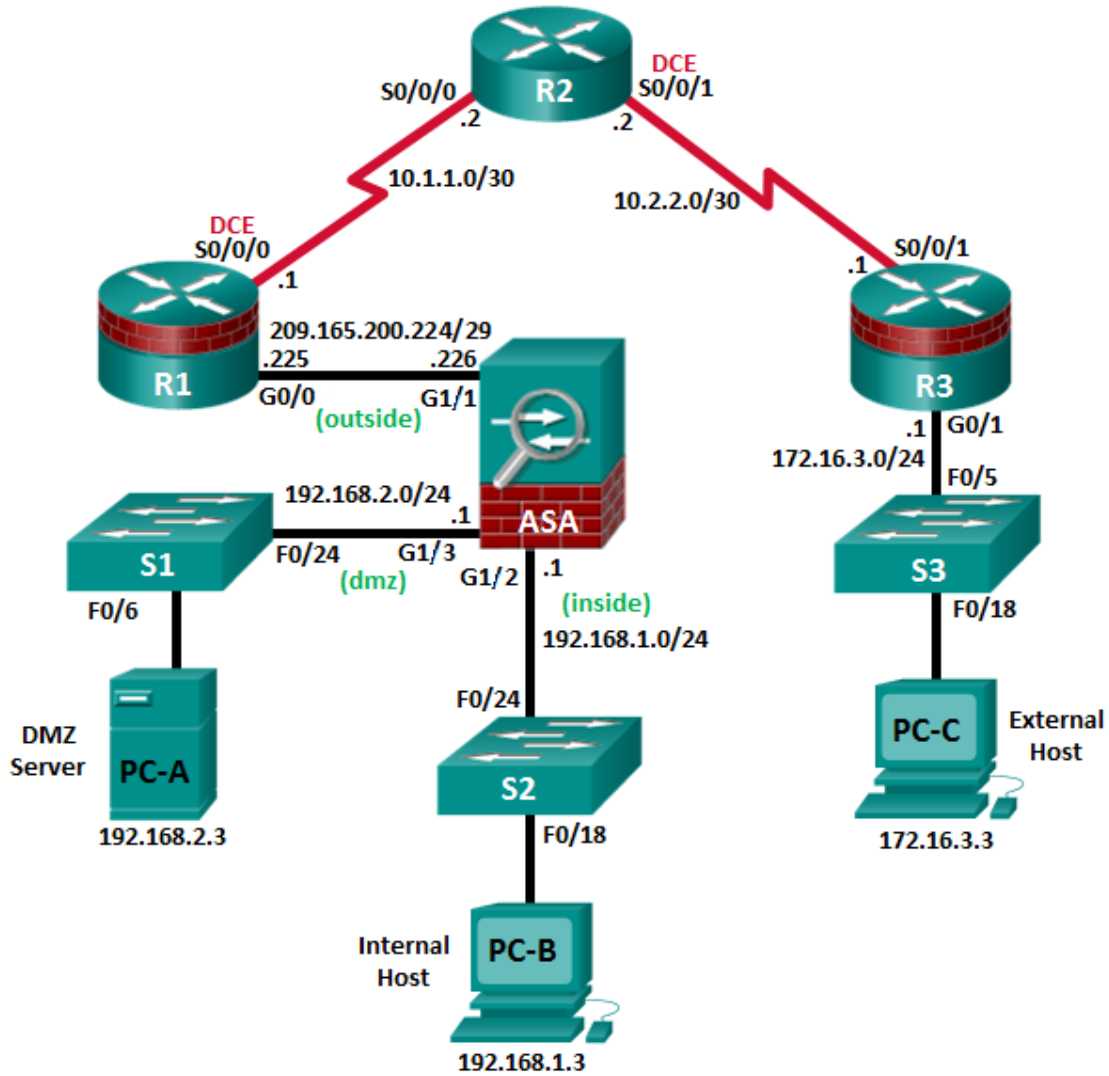 DCE
S0/0/0
S0/0/1
R2
.2
.2
10.1.1.0/30
10.2.2.0/30
DCE
S0/0/0
.1
S0/0/1
.1
209.165.200.224/29
.225
.226
R1
G0/0
G1/1
(outside)
R3
.1
G0/1
172.16.3.0/24
F0/5
192.168.2.0/24
.1
ASA
S1
F0/24
G1/3
(dmz)
G1/2
.1
(inside)
192.168.1.0/24
S3
F0/6
F0/18
F0/24
DMZ
Server
PC-A
192.168.2.3
S2
F0/18
PC-C
External
Host
172.16.3.3
Internal
Host
PC-B
192.168.1.3